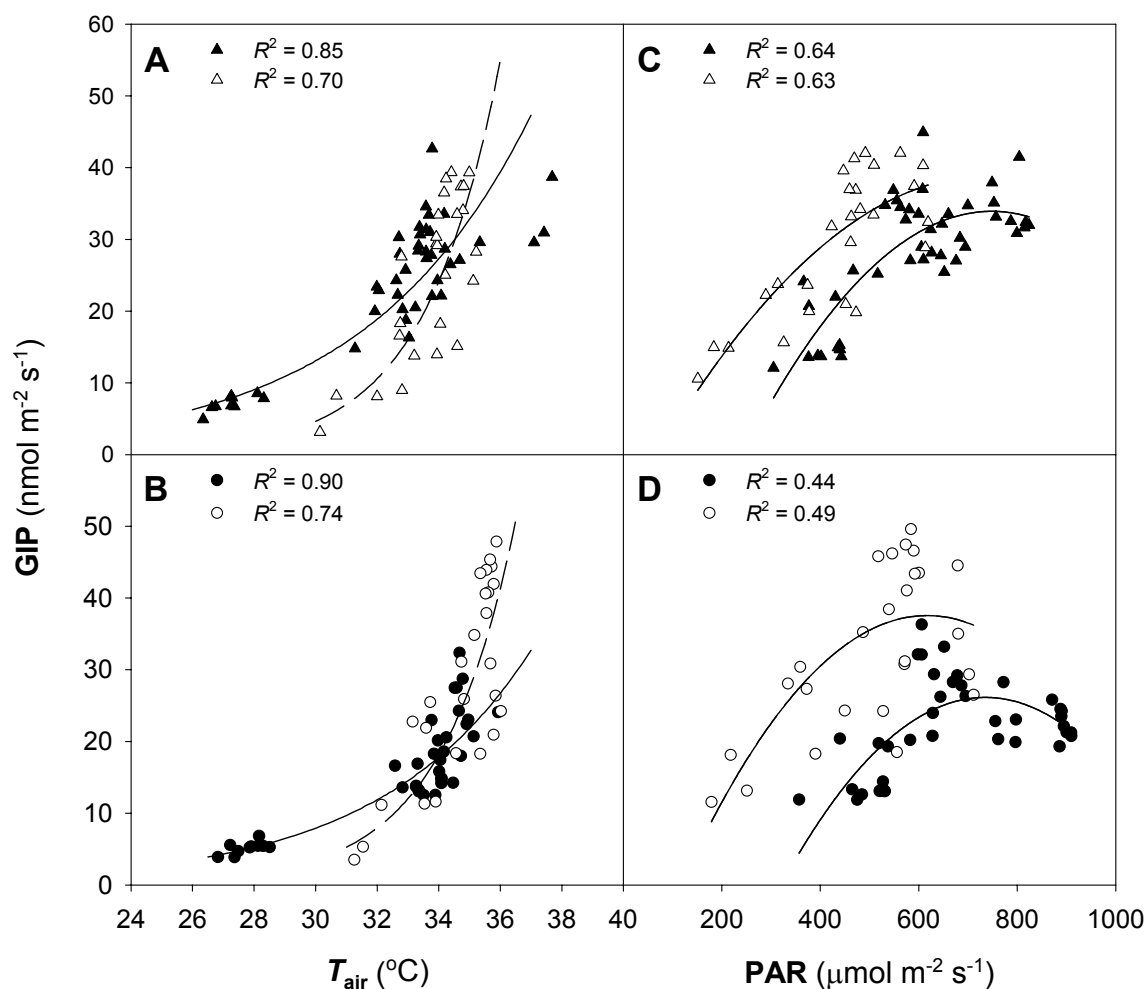 60
50
40
30
20
10
0
A
R² = 0.85
R² = 0.70
C
R² = 0.64
R² = 0.63
50
40
30
20
10
0
B
R² = 0.90
R² = 0.74
D
R² = 0.44
R² = 0.49
GIP (nmol m⁻² s⁻¹)
24 26 28 30 32 34 36 38 40
200 400 600 800 1000
T_air (ºC)
PAR (μmol m⁻² s⁻¹)